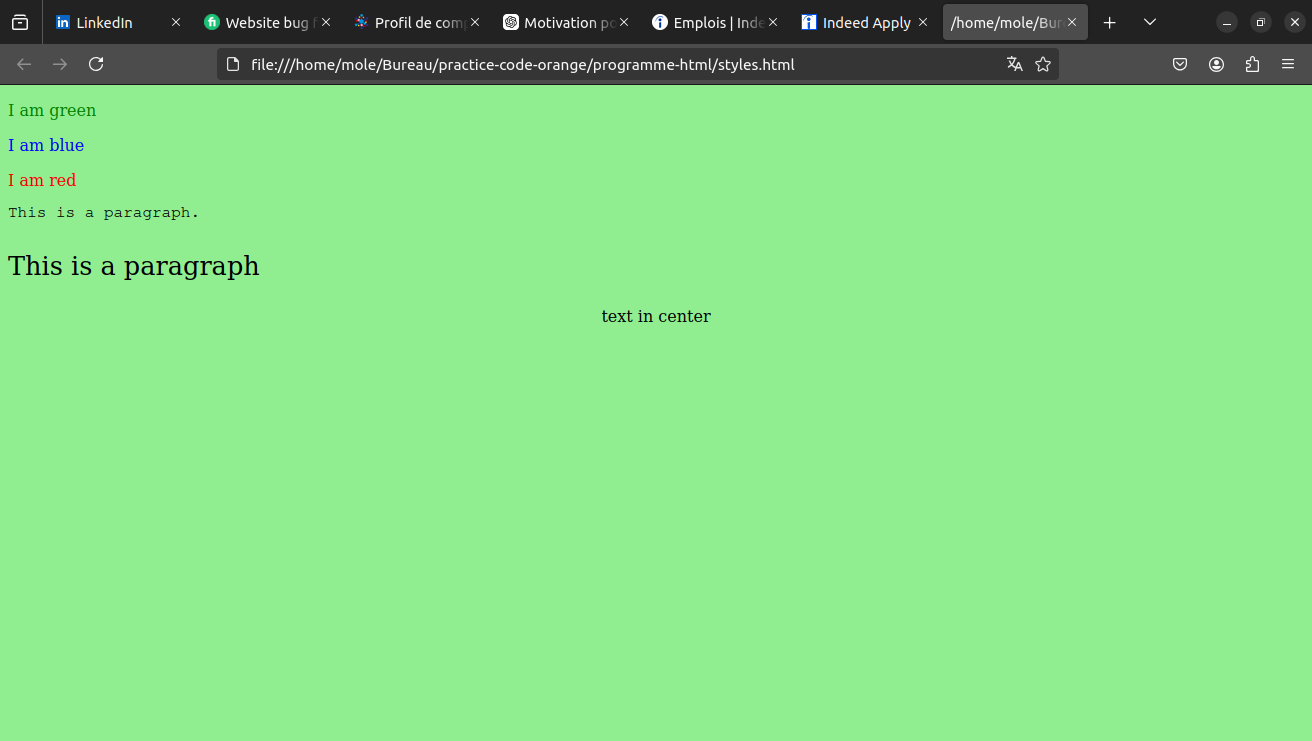 LinkedIn
Website bug f
Profil de comp
Motivation po
Emplois | Inde
Indeed Apply
/home/mole/Bur
file:///home/mole/Bureau/practice-code-orange/programme-html/styles.html
I am green
I am blue
I am red
This is a paragraph.
This is a paragraph
text in center